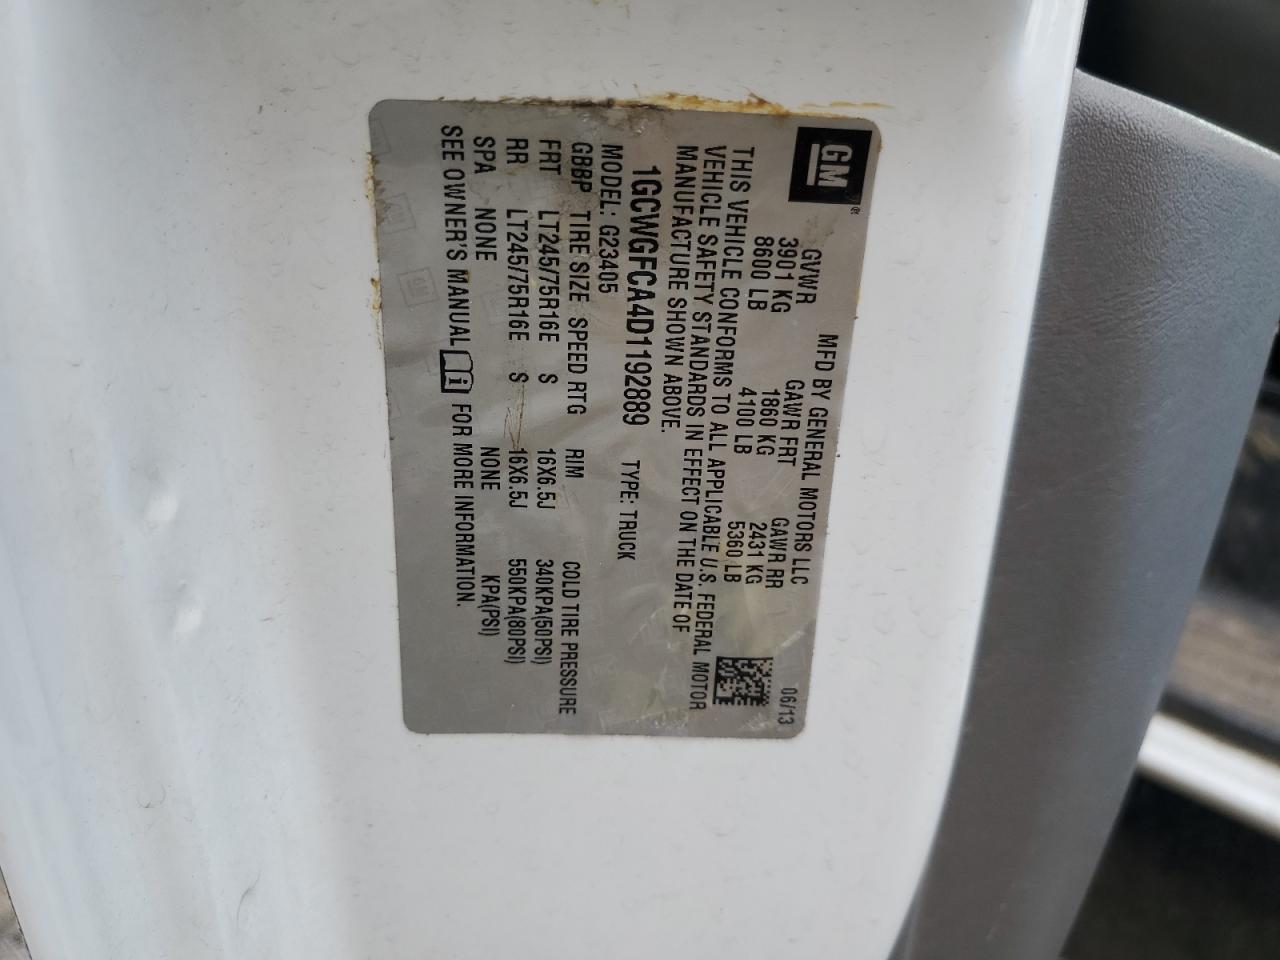 GM®
MFD BY GENERAL MOTORS LLC 06/13
GVWR GAWR FRT GAWR RR
3901 KG 1860 KG 2431 KG
8600 LB 4100 LB 5360 LB
THIS VEHICLE CONFORMS TO ALL APPLICABLE U.S. FEDERAL MOTOR
VEHICLE SAFETY STANDARDS IN EFFECT ON THE DATE OF
MANUFACTURE SHOWN ABOVE.
1GCWGFCA4D1192889 TYPE: TRUCK
MODEL: G23405
GBBP TIRE SIZE SPEED RTG RIM COLD TIRE PRESSURE
FRT LT245/75R16E S 16X6.5J 340KPA(50PSI)
RR LT245/75R16E S 16X6.5J 550KPA(80PSI)
SPA NONE NONE KPA(PSI)
SEE OWNER'S MANUAL i FOR MORE INFORMATION.